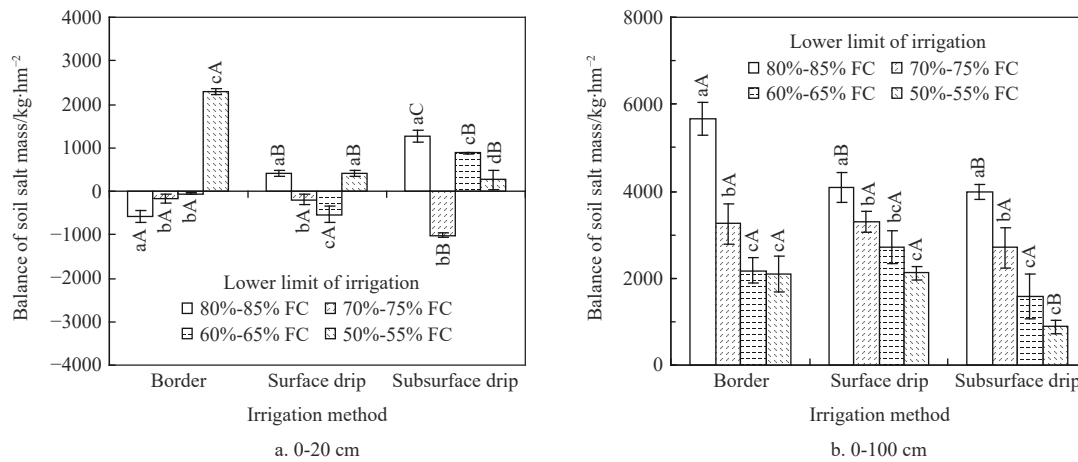 4000
3000
2000
1000
0
−1000
−2000
−3000
−4000
Balance of soil salt mass/kg·hm⁻²
aA
bA
bA
cA
aB
bA
cA
aB
aC
bB
cB
dB
Lower limit of irrigation
80%-85% FC 70%-75% FC
60%-65% FC 50%-55% FC
Border Surface drip Subsurface drip
Irrigation method
a. 0-20 cm
8000
6000
4000
2000
0
Balance of soil salt mass/kg·hm⁻²
Lower limit of irrigation
80%-85% FC 70%-75% FC
60%-65% FC 50%-55% FC
aA
bA
cA
cA
aB
bA
bcA
cA
aB
bA
cA
cB
Border Surface drip Subsurface drip
Irrigation method
b. 0-100 cm